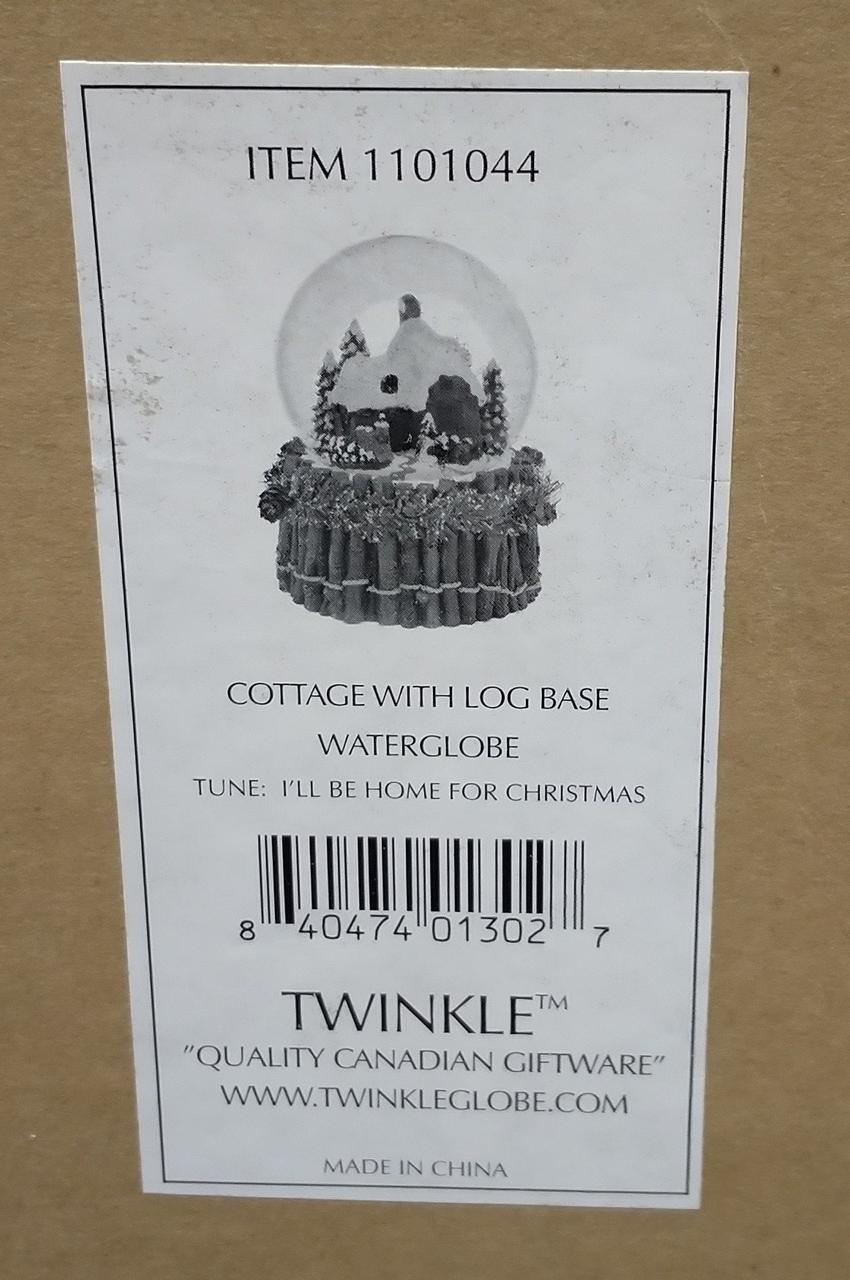 ITEM 1101044
COTTAGE WITH LOG BASE
WATERGLOBE
TUNE: I'LL BE HOME FOR CHRISTMAS
8 40474 01302 7
TWINKLE™
"QUALITY CANADIAN GIFTWARE"
WWW.TWINKLEGLOBE.COM
MADE IN CHINA